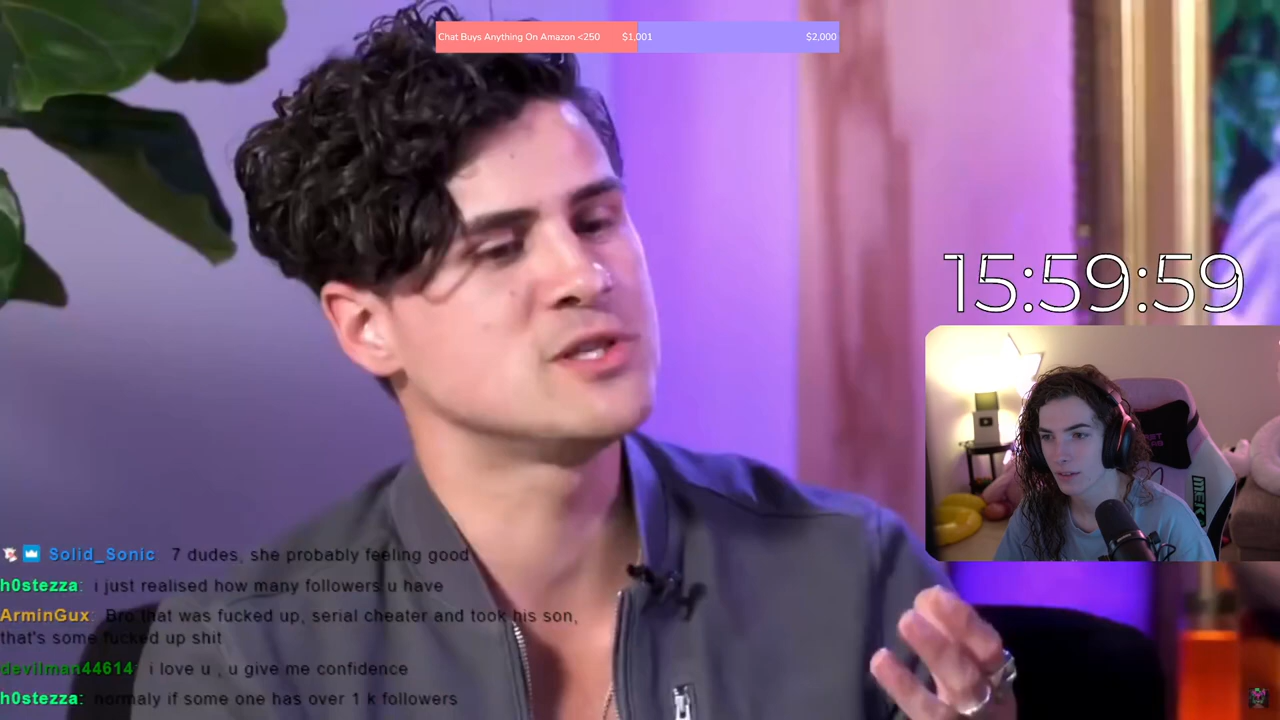 Chat Buys Anything On Amazon <250 $1,001 $2,000
15:59:59
Solid_Sonic 7 dudes, she probably feeling good
h0stezza: i just realised how many followers u have
ArminGux: Bro that was fucked up, serial cheater and took his son,
that's some fucked up shit
devilman44614: i love u , u give me confidence
h0stezza: normaly if some one has over 1 k followers